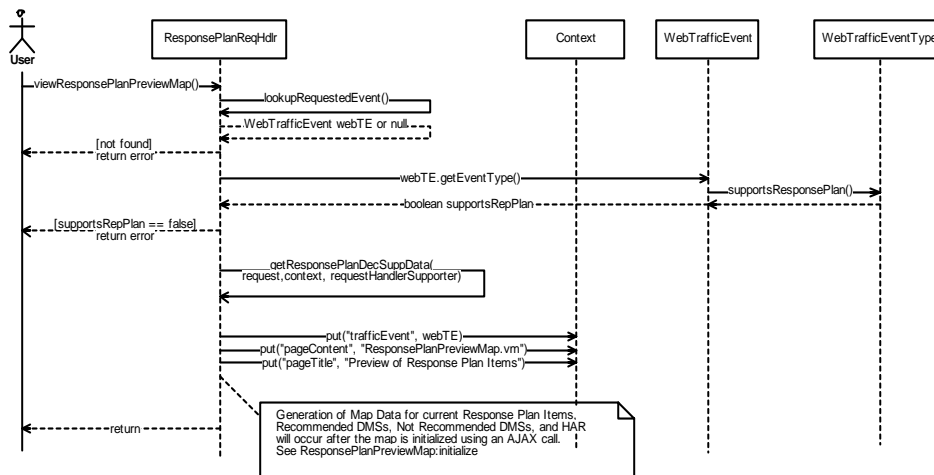 ResponsePlanReqHdlr
Context
WebTrafficEvent
WebTrafficEventType
User
viewResponsePlanPreviewMap()
lookupRequestedEvent()
WebTrafficEvent webTE or null
[not found]
return error
webTE.getEventType()
supportsResponsePlan()
boolean supportsRepPlan
[supportsRepPlan == false]
return error
getResponsePlanDecSuppData(
request,context, requestHandlerSupporter)
put("trafficEvent", webTE)
put("pageContent", "ResponsePlanPreviewMap.vm")
put("pageTitle", "Preview of Response Plan Items")
Generation of Map Data for current Response Plan Items,
Recommended DMSs, Not Recommended DMSs, and HAR
will occur after the map is initialized using an AJAX call.
See ResponsePlanPreviewMap:initialize
return